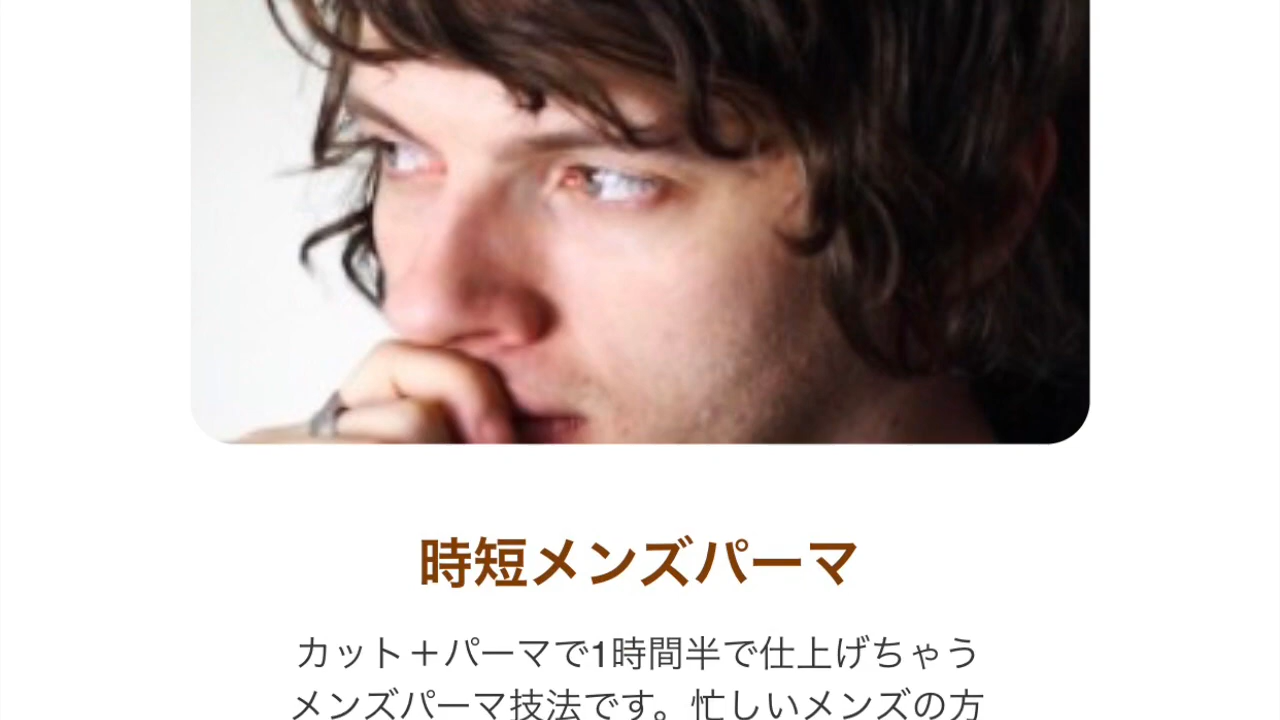 時短メンズパーマ
カット＋パーマで1時間半で仕上げちゃう
メンズパーマ技法です。忙しいメンズの方